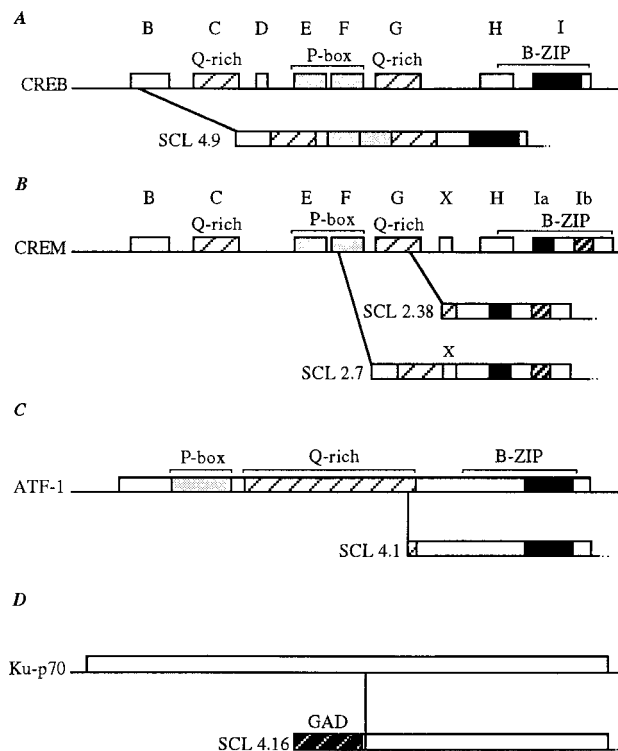 A
B C D E F G H I
Q-rich P-box Q-rich B-ZIP
CREB
SCL 4.9
B
B C E F G X H Ia Ib
Q-rich P-box Q-rich B-ZIP
CREM
SCL 2.38
X
SCL 2.7
C
P-box Q-rich B-ZIP
ATF-1
SCL 4.1
D
Ku-p70
GAD
SCL 4.16